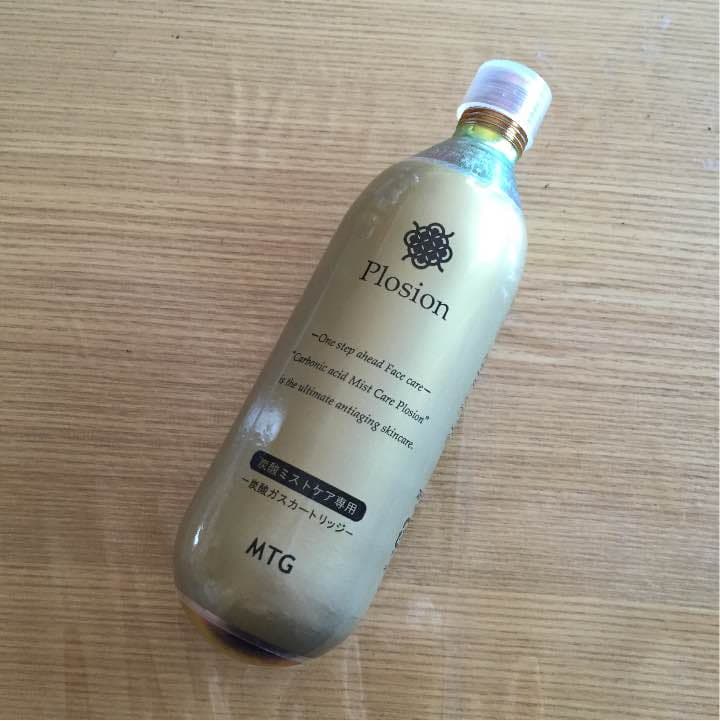 Plosion
—One step ahead Face care—
"Carbonic acid Mist Care Plosion"
is the ultimate antiaging skincare.
炭酸ミストケア専用
—炭酸ガスカートリッジ—
MTG